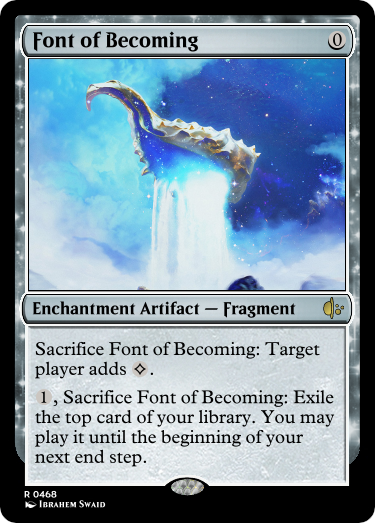 Font of Becoming 0
Enchantment Artifact — Fragment
Sacrifice Font of Becoming: Target
player adds ◇.
1, Sacrifice Font of Becoming: Exile
the top card of your library. You may
play it until the beginning of your
next end step.
R 0468
Ibrahem Swaid